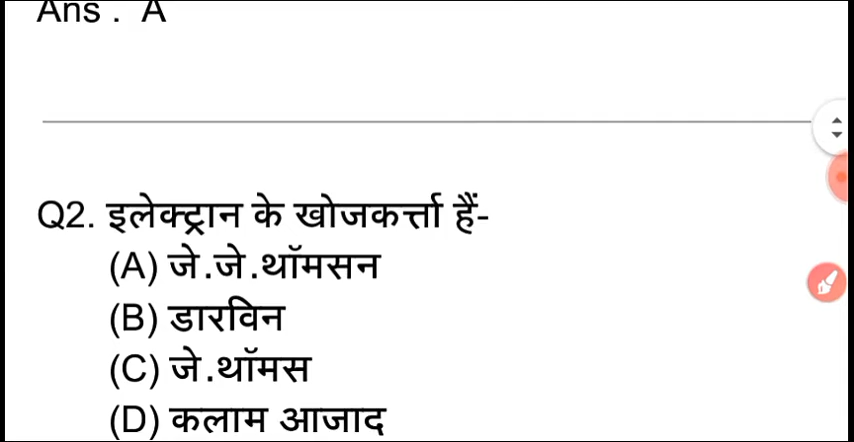 Ans . A
Q2. इलेक्ट्रान के खोजकर्त्ता हैं-
(A) जे.जे.थॉमसन
(B) डारविन
(C) जे.थॉमस
(D) कलाम आजाद